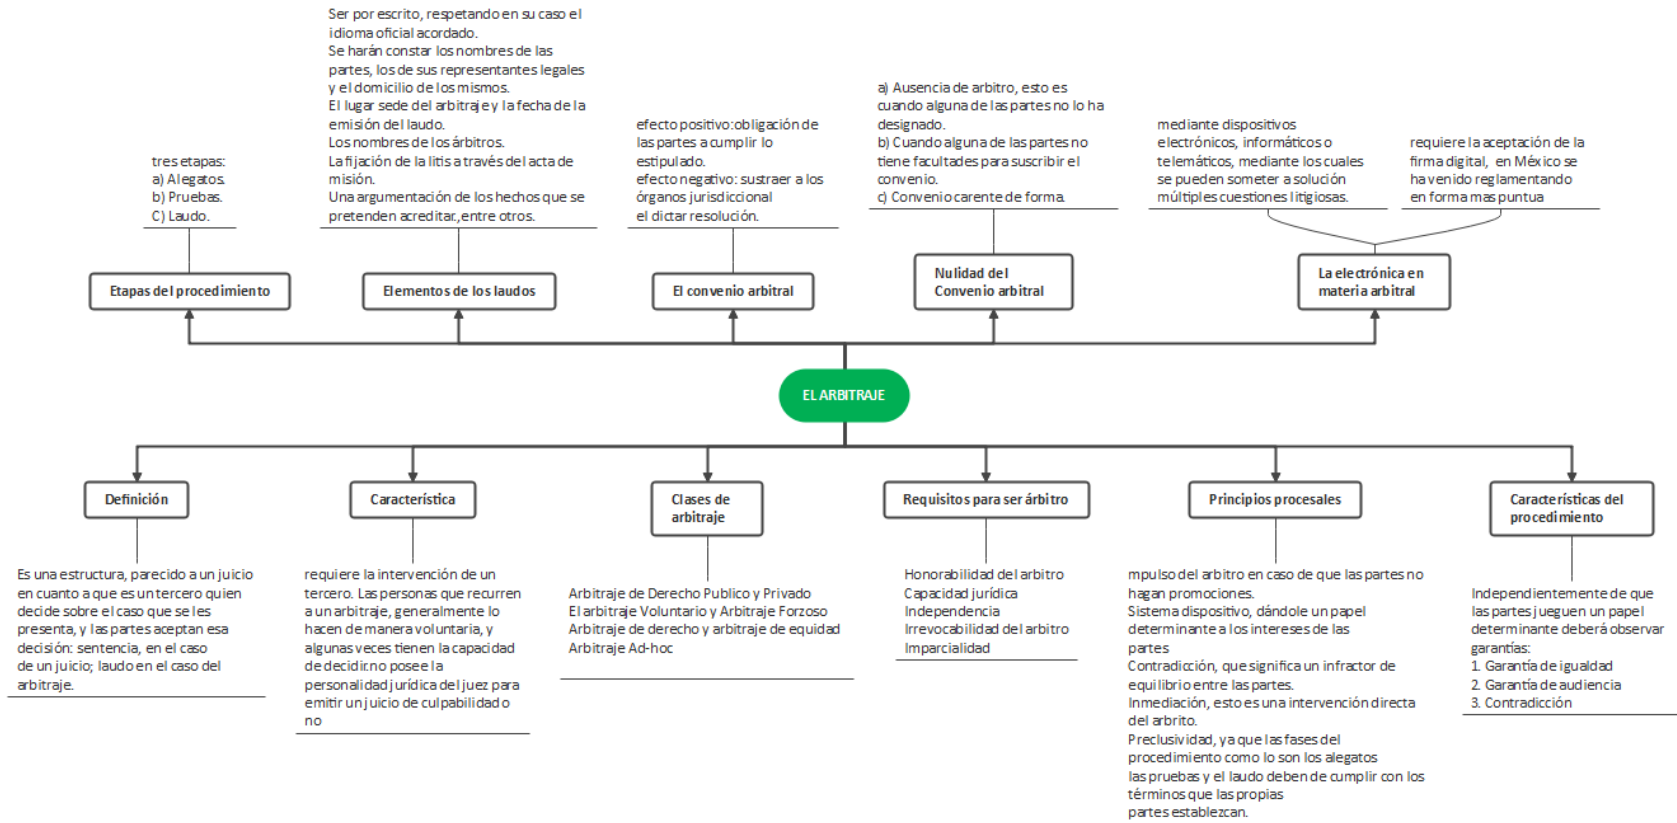 tres etapas:
a) Alegatos.
b) Pruebas.
C) Laudo.
Etapas del procedimiento
Ser por escrito, respetando en su caso el
idioma oficial acordado.
Se harán constar los nombres de las
partes, los de sus representantes legales
y el domicilio de los mismos.
El lugar sede del arbitraje y la fecha de la
emisión del laudo.
Los nombres de los árbitros.
La fijación de la litis a través del acta de
misión.
Una argumentación de los hechos que se
pretenden acreditar,entre otros.
Elementos de los laudos
efecto positivo:obligación de
las partes a cumplir lo
estipulado.
efecto negativo: sustraer a los
órganos jurisdiccional
el dictar resolución.
El convenio arbitral
a) Ausencia de arbitro, esto es
cuando alguna de las partes no lo ha
designado.
b) Cuando alguna de las partes no
tiene facultades para suscribir el
convenio.
c) Convenio carente de forma.
Nulidad del
Convenio arbitral
mediante dispositivos
electrónicos, informáticos o
telemáticos, mediante los cuales
se pueden someter a solución
múltiples cuestiones litigiosas.
requiere la aceptación de la
firma digital, en México se
ha venido reglamentando
en forma mas puntua
La electrónica en
materia arbitral
EL ARBITRAJE
Definición
Es una estructura, parecido a un juicio
en cuanto a que es un tercero quien
decide sobre el caso que se les
presenta, y las partes aceptan esa
decisión: sentencia, en el caso
de un juicio; laudo en el caso del
arbitraje.
Característica
requiere la intervención de un
tercero. Las personas que recurren
a un arbitraje, generalmente lo
hacen de manera voluntaria, y
algunas veces tienen la capacidad
de decidir.no posee la
personalidad jurídica del juez para
emitir un juicio de culpabilidad o
no
Clases de
arbitraje
Arbitraje de Derecho Publico y Privado
El arbitraje Voluntario y Arbitraje Forzoso
Arbitraje de derecho y arbitraje de equidad
Arbitraje Ad-hoc
Requisitos para ser árbitro
Honorabilidad del arbitro
Capacidad jurídica
Independencia
Irrevocabilidad del arbitro
Imparcialidad
Principios procesales
mpulso del arbitro en caso de que las partes no
hagan promociones.
Sistema dispositivo, dándole un papel
determinante a los intereses de las
partes
Contradicción, que significa un infractor de
equilibrio entre las partes.
Inmediación, esto es una intervención directa
del arbrito.
Preclusividad, ya que las fases del
procedimiento como lo son los alegatos
las pruebas y el laudo deben de cumplir con los
términos que las propias
partes establezcan.
Características del
procedimiento
Independientemente de que
las partes jueguen un papel
determinante deberá observar
garantías:
1. Garantía de igualdad
2. Garantía de audiencia
3. Contradicción